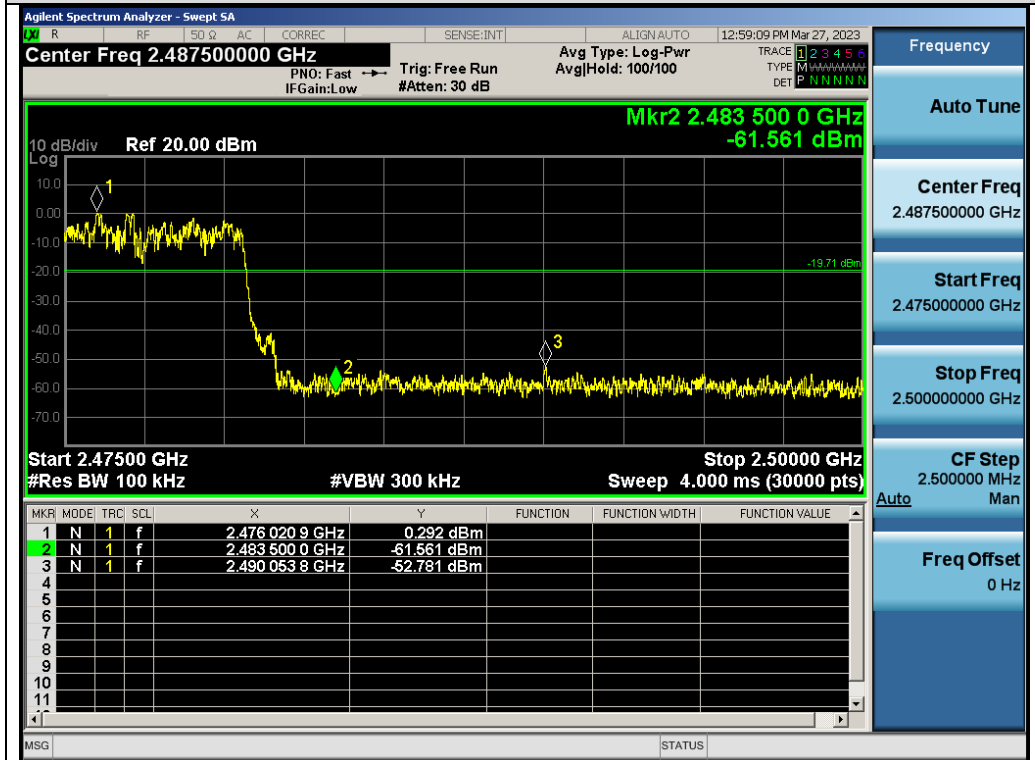 Agilent Spectrum Analyzer - Swept SA
LXI R RF 50 Ω AC CORREC SENSE:INT ALIGN AUTO 12:59:09 PM Mar 27, 2023
Center Freq 2.487500000 GHz
PNO: Fast
IFGain:Low
Trig: Free Run
#Atten: 30 dB
Avg Type: Log-Pwr
Avg|Hold: 100/100
TRACE 1 2 3 4 5 6
TYPE M WWWWW
DET P N N N N N
Mkr2 2.483 500 0 GHz
-61.561 dBm
10 dB/div Ref 20.00 dBm
Log
10.0
0.00
-10.0
-20.0
-30.0
-40.0
-50.0
-60.0
-70.0
1
2
3
-19.71 dBm
Start 2.47500 GHz Stop 2.50000 GHz
#Res BW 100 kHz #VBW 300 kHz Sweep 4.000 ms (30000 pts)
MKR MODE TRC SCL X Y FUNCTION FUNCTION WIDTH FUNCTION VALUE
1 N 1 f 2.476 020 9 GHz 0.292 dBm
2 N 1 f 2.483 500 0 GHz -61.561 dBm
3 N 1 f 2.490 053 8 GHz -52.781 dBm
4
5
6
7
8
9
10
11
MSG STATUS
Frequency
Auto Tune
Center Freq
2.487500000 GHz
Start Freq
2.475000000 GHz
Stop Freq
2.500000000 GHz
CF Step
2.500000 MHz
Auto Man
Freq Offset
0 Hz